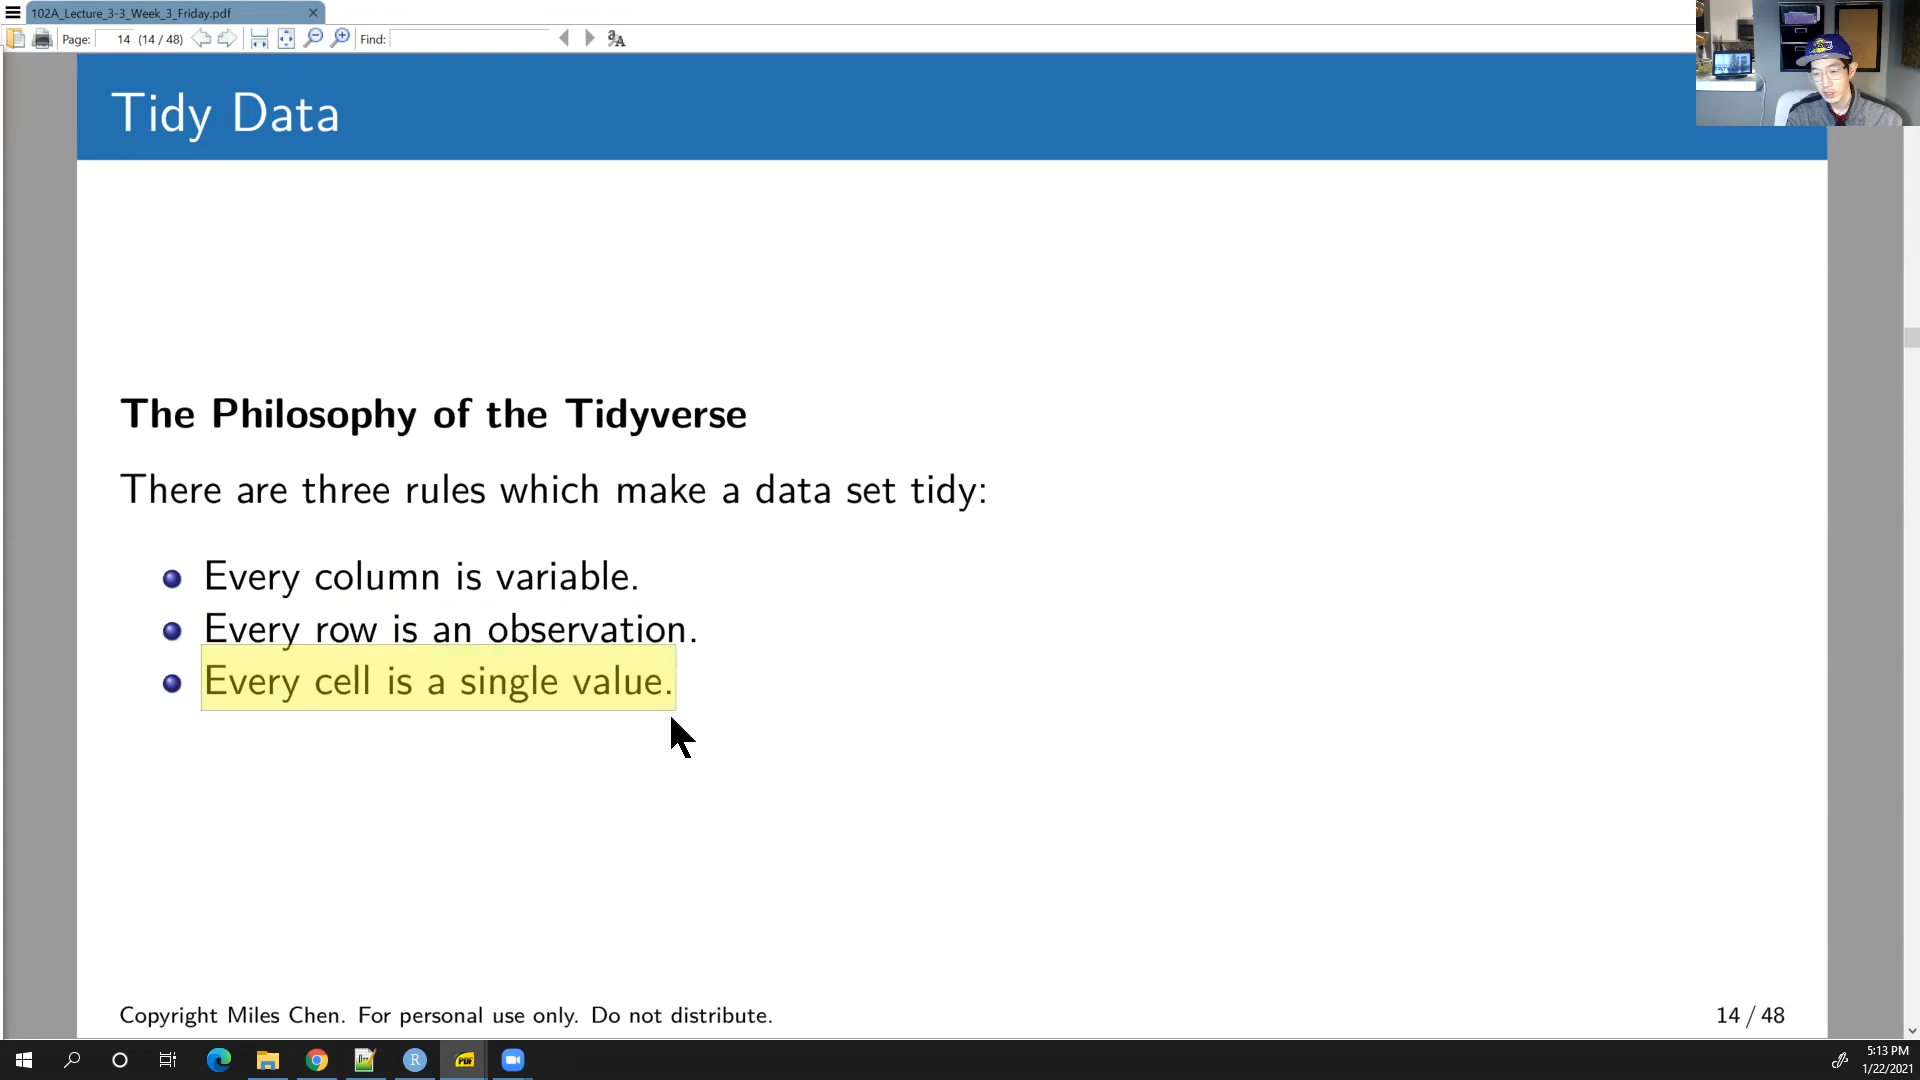 102A_Lecture_3-3_Week_3_Friday.pdf
Page: 14 (14 / 48) Find:
Tidy Data
The Philosophy of the Tidyverse
There are three rules which make a data set tidy:
Every column is variable.
Every row is an observation.
Every cell is a single value.
Copyright Miles Chen. For personal use only. Do not distribute.
14 / 48
R
PDF
5:13 PM
1/22/2021